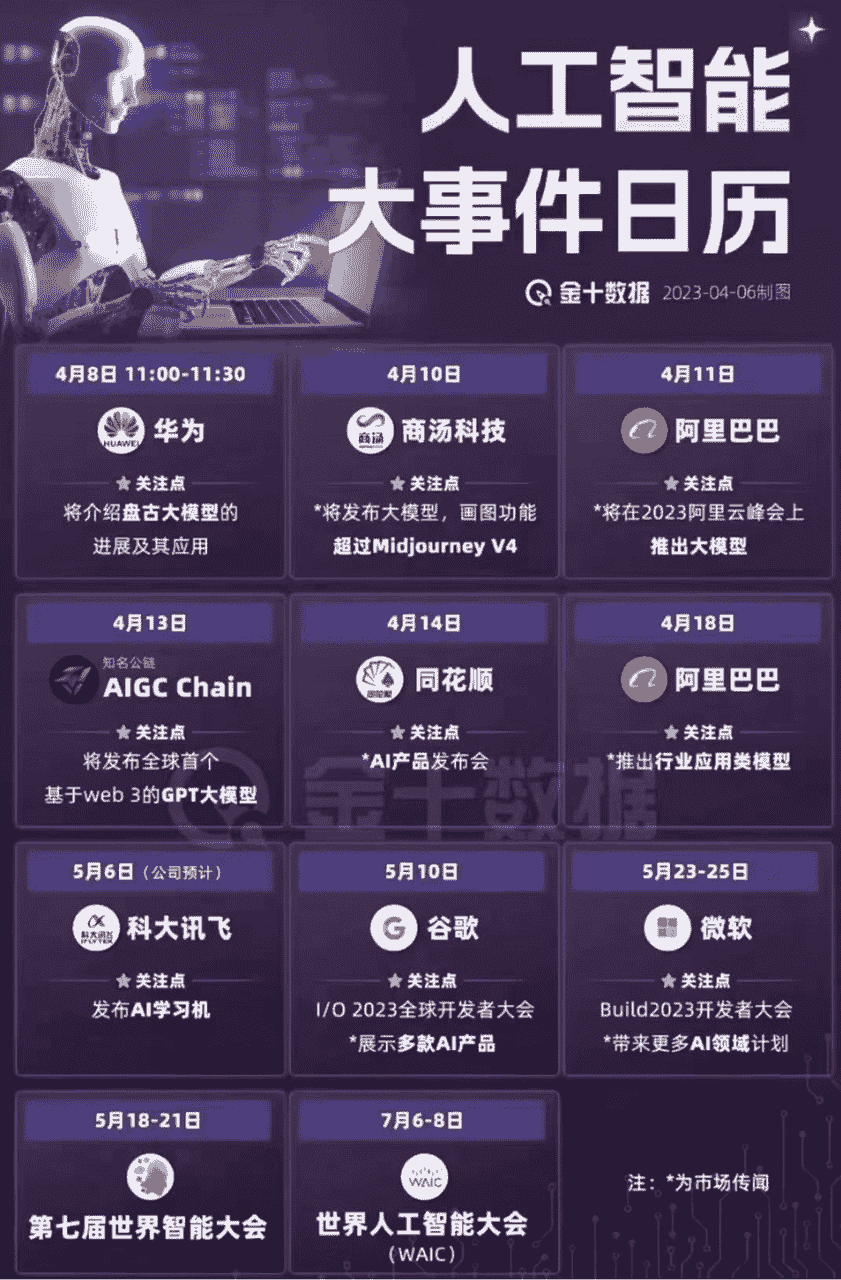 人工智能
大事件日历
金十数据 2023-04-06制图
4月8日 11:00-11:30
HUAWEI
华为
关注点
将介绍盘古大模型的
进展及其应用
4月10日
商汤
商汤科技
关注点
*将发布大模型，画图功能
超过Midjourney V4
4月11日
阿里巴巴
关注点
*将在2023阿里云峰会上
推出大模型
4月13日
知名公链
AIGC Chain
关注点
将发布全球首个
基于web 3的GPT大模型
4月14日
同花顺
同花顺
关注点
*AI产品发布会
4月18日
阿里巴巴
关注点
*推出行业应用类模型
金十数据
5月6日（公司预计）
科大讯飞
iFLYTEK
科大讯飞
关注点
发布AI学习机
5月10日
G
谷歌
关注点
I/O 2023全球开发者大会
*展示多款AI产品
5月23-25日
微软
关注点
Build2023开发者大会
*带来更多AI领域计划
5月18-21日
第七届世界智能大会
7月6-8日
WAIC
世界人工智能大会
（WAIC）
注：*为市场传闻